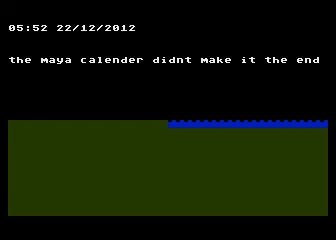 05:52 22/12/2012
the maya calender didnt make it the end